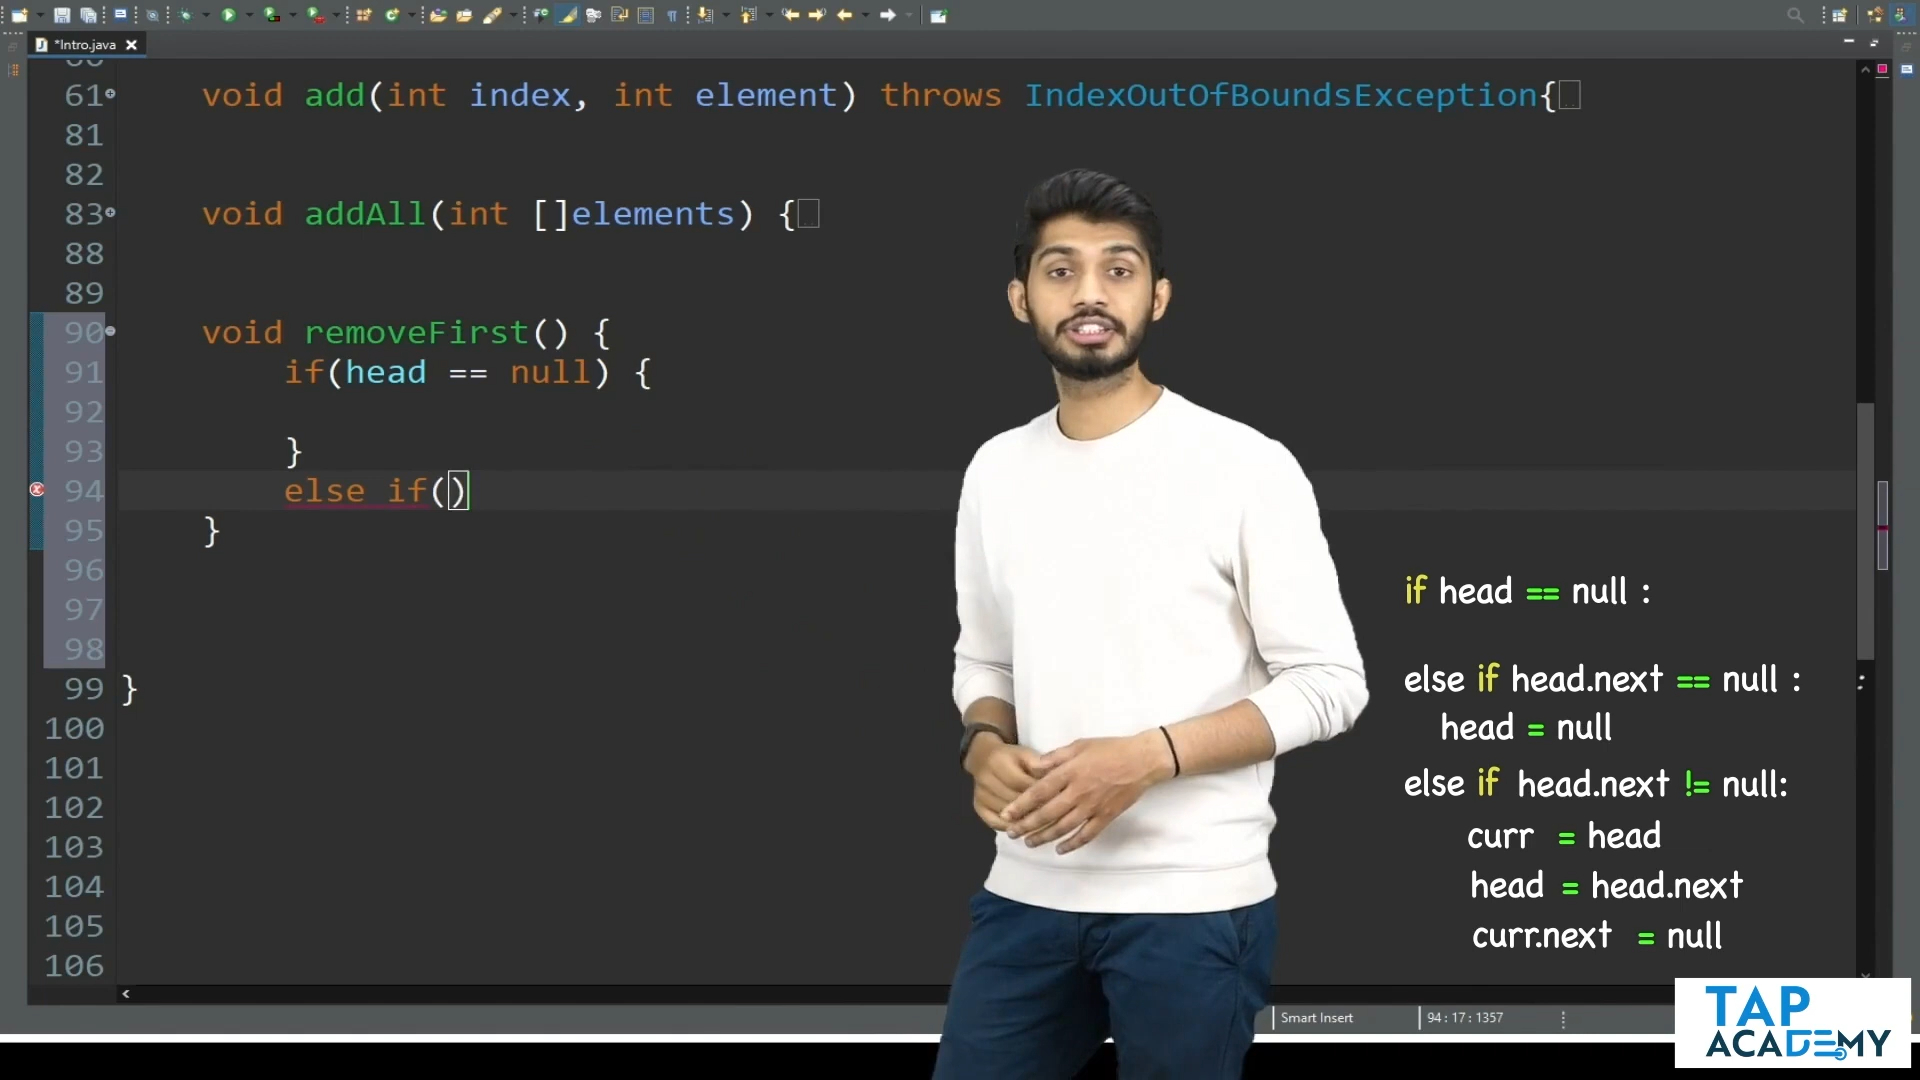 *Intro.java
61 void add(int index, int element) throws IndexOutOfBoundsException{
81
82
83 void addAll(int []elements) {
88
89
90 void removeFirst() {
91 if(head == null) {
92
93 }
94 else if()
95 }
96
97
98
99 }
100
101
102
103
104
105
106
if head == null :
else if head.next == null :
head = null
else if head.next != null:
curr = head
head = head.next
curr.next = null
Smart Insert
94 : 17 : 1357
TAP
ACADEMY